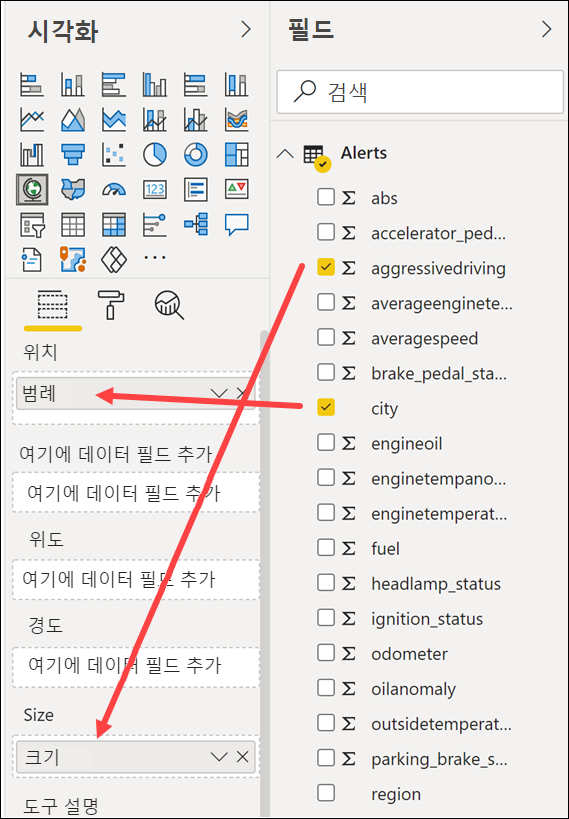 시각화
123
위치
범례
여기에 데이터 필드 추가
여기에 데이터 필드 추가
위도
여기에 데이터 필드 추가
경도
여기에 데이터 필드 추가
Size
크기
도구 설명
필드
검색
Alerts
abs
accelerator_ped...
aggressivedriving
averageenginete...
averagespeed
brake_pedal_sta...
city
engineoil
enginetempano...
enginetemperat...
fuel
headlamp_status
ignition_status
odometer
oilanomaly
outsidetemperat...
parking_brake_s...
region